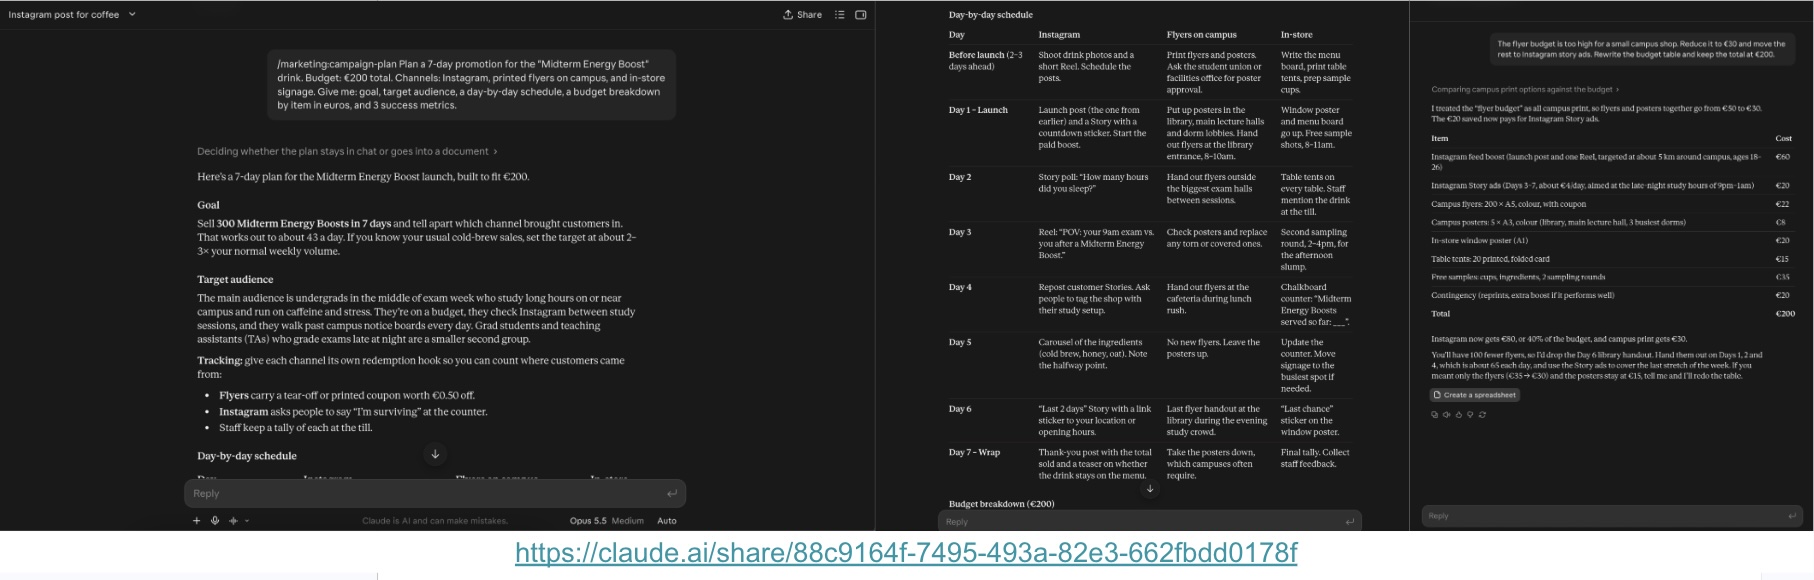 Instagram post for coffee
Share
/marketing:campaign-plan Plan a 7-day promotion for the "Midterm Energy Boost"
drink. Budget: €200 total. Channels: Instagram, printed flyers on campus, and in-store
signage. Give me: goal, target audience, a day-by-day schedule, a budget breakdown
by item in euros, and 3 success metrics.
Deciding whether the plan stays in chat or goes into a document >
Here's a 7-day plan for the Midterm Energy Boost launch, built to fit €200.
Goal
Sell 300 Midterm Energy Boosts in 7 days and tell apart which channel brought customers in.
That works out to about 43 a day. If you know your usual cold-brew sales, set the target at about 2–
3× your normal weekly volume.
Target audience
The main audience is undergrads in the middle of exam week who study long hours on or near
campus and run on caffeine and stress. They're on a budget, they check Instagram between study
sessions, and they walk past campus notice boards every day. Grad students and teaching
assistants (TAs) who grade exams late at night are a smaller second group.
Tracking: give each channel its own redemption hook so you can count where customers came
from:
• Flyers carry a tear-off or printed coupon worth €0.50 off.
• Instagram asks people to say "I'm surviving" at the counter.
• Staff keep a tally of each at the till.
Day-by-day schedule
Day Instagram Flyers on campus In-store
Reply
Claude is AI and can make mistakes.
Opus 5.5 Medium Auto
Day-by-day schedule
Day
Instagram
Flyers on campus
In-store
Before launch (2–3
days ahead)
Shoot drink photos and a
short Reel. Schedule the
posts.
Print flyers and posters.
Ask the student union or
facilities office for poster
approval.
Write the menu
board, print table
tents, prep sample
cups.
Day 1 – Launch
Launch post (the one from
earlier) and a Story with a
countdown sticker. Start the
paid boost.
Put up posters in the
library, main lecture halls
and dorm lobbies. Hand
out flyers at the library
entrance, 8–10am.
Window poster
and menu board
go up. Free sample
shots, 8–11am.
Day 2
Story poll: "How many hours
did you sleep?"
Hand out flyers outside
the biggest exam halls
between sessions.
Table tents on
every table. Staff
mention the drink
at the till.
Day 3
Reel: "POV: your 9am exam vs.
you after a Midterm Energy
Boost."
Check posters and replace
any torn or covered ones.
Second sampling
round, 2–4pm, for
the afternoon
slump.
Day 4
Repost customer Stories. Ask
people to tag the shop with
their study setup.
Hand out flyers at the
cafeteria during lunch
rush.
Chalkboard
counter: "Midterm
Energy Boosts
served so far: ___".
Day 5
Carousel of the ingredients
(cold brew, honey, oat). Note
the halfway point.
No new flyers. Leave the
posters up.
Update the
counter. Move
signage to the
busiest spot if
needed.
Day 6
"Last 2 days" Story with a link
sticker to your location or
opening hours.
Last flyer handout at the
library during the evening
study crowd.
"Last chance"
sticker on the
window poster.
Day 7 – Wrap
Thank-you post with the total
sold and a teaser on whether
the drink stays on the menu.
Take the posters down,
which campuses often
require.
Final tally. Collect
staff feedback.
Budget breakdown (€200)
Reply
The flyer budget is too high for a small campus shop. Reduce it to €30 and move the
rest to Instagram story ads. Rewrite the budget table and keep the total at €200.
Comparing campus print options against the budget >
I treated the "flyer budget" as all campus print, so flyers and posters together go from €50 to €30.
The €20 saved now pays for Instagram Story ads.
Item Cost
Instagram feed boost (launch post and one Reel, targeted at about 5 km around campus, ages 18–
26) €60
Instagram Story ads (Days 3–7, about €4/day, aimed at the late-night study hours of 9pm–1am) €20
Campus flyers: 200 × A5, colour, with coupon €22
Campus posters: 5 × A3, colour (library, main lecture hall, 3 busiest dorms) €8
In-store window poster (A1) €20
Table tents: 20 printed, folded card €15
Free samples: cups, ingredients, 2 sampling rounds €35
Contingency (reprints, extra boost if it performs well) €20
Total €200
Instagram now gets €80, or 40% of the budget, and campus print gets €30.
You'll have 100 fewer flyers, so I'd drop the Day 6 library handout. Hand them out on Days 1, 2 and
4, which is about 65 each day, and use the Story ads to cover the last stretch of the week. If you
meant only the flyers (€35 → €30) and the posters stay at €15, tell me and I'll redo the table.
Create a spreadsheet
Reply
https://claude.ai/share/88c9164f-7495-493a-82e3-662fbdd0178f